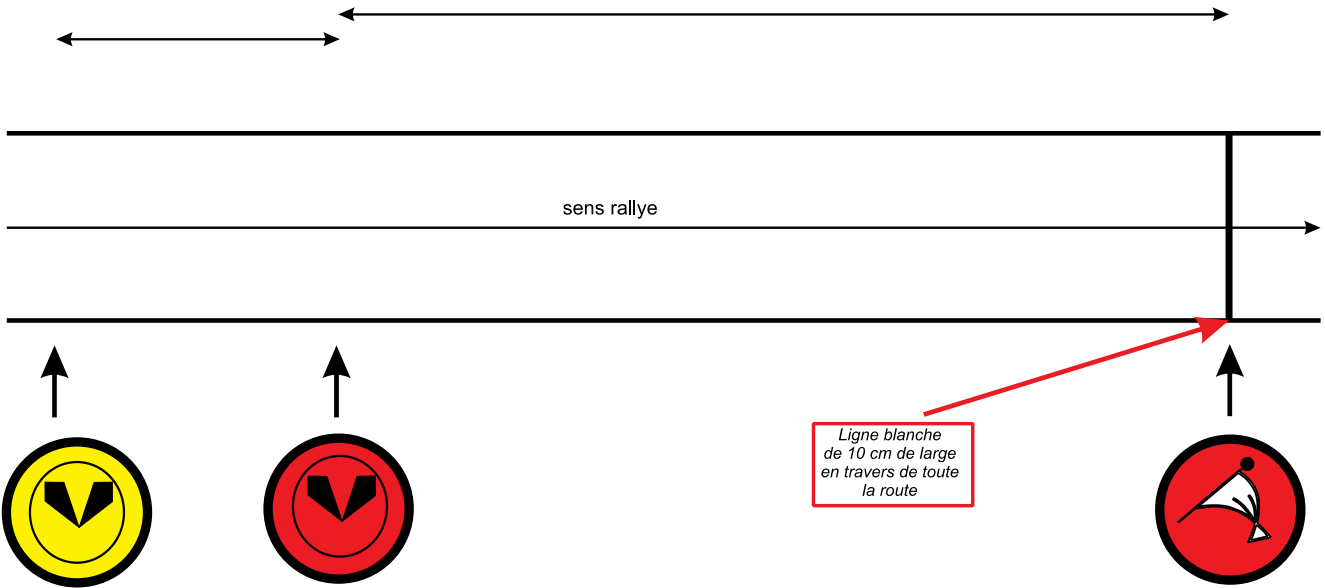 sens rallye
Ligne blanche
de 10 cm de large
en travers de toute
la route